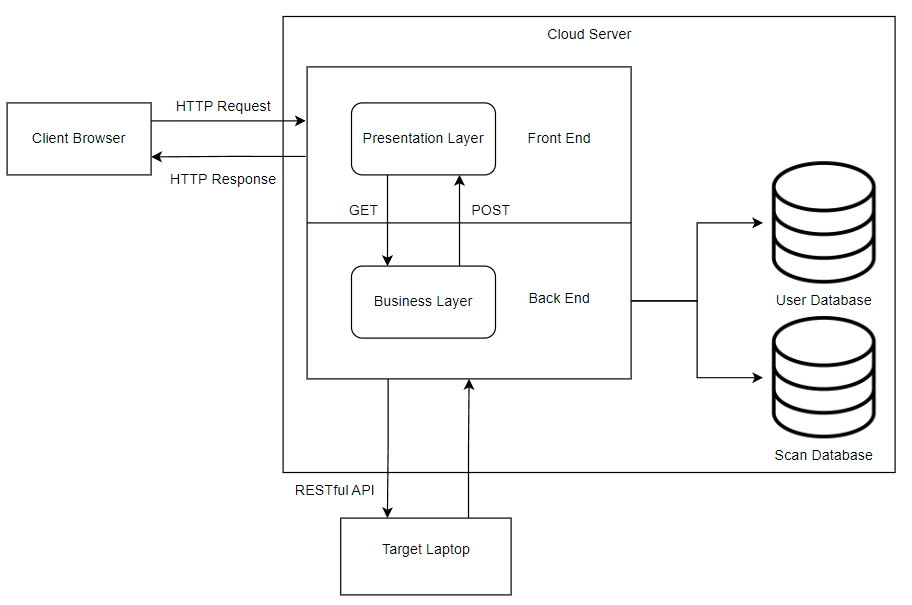 Cloud Server
HTTP Request
Client Browser
Presentation Layer
Front End
HTTP Response
GET
POST
Business Layer
Back End
User Database
Scan Database
RESTful API
Target Laptop